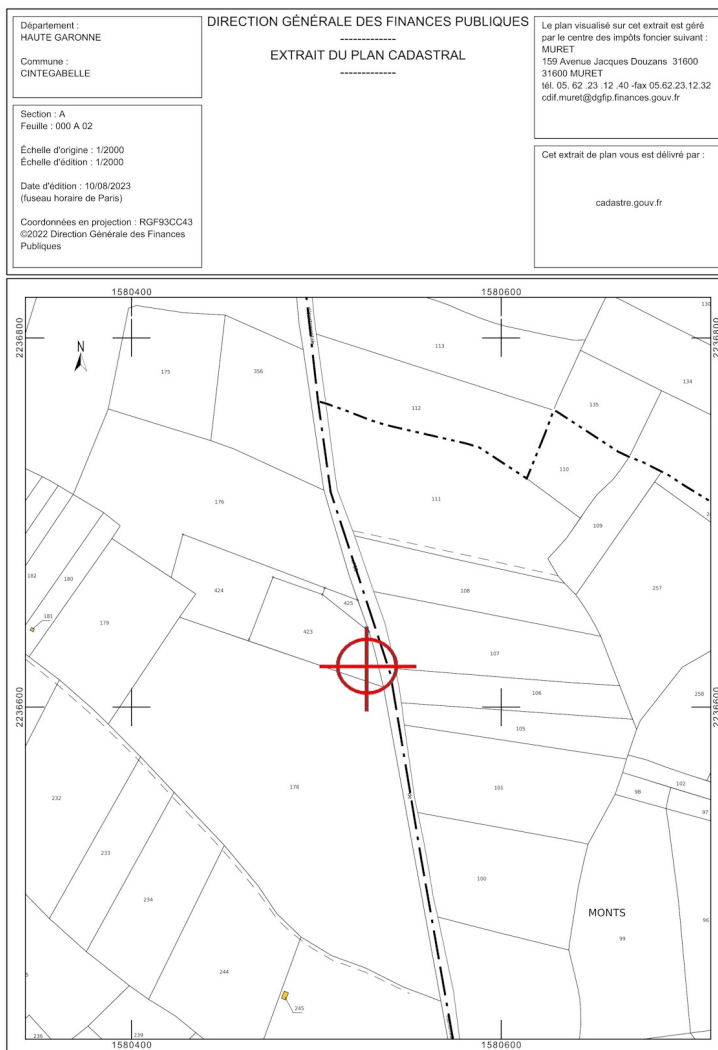 Département :
HAUTE GARONNE
Commune :
CINTEGABELLE
Section : A
Feuille : 000 A 02
Échelle d'origine : 1/2000
Échelle d'édition : 1/2000
Date d'édition : 10/08/2023
(fuseau horaire de Paris)
Coordonnées en projection : RGF93CC43
©2022 Direction Générale des Finances
Publiques
DIRECTION GÉNÉRALE DES FINANCES PUBLIQUES
-------------
EXTRAIT DU PLAN CADASTRAL
-------------
Le plan visualisé sur cet extrait est géré
par le centre des impôts foncier suivant :
MURET
159 Avenue Jacques Douzans 31600
31600 MURET
tél. 05. 62 .23 .12 .40 -fax 05.62.23.12.32
cdif.muret@dgfip.finances.gouv.fr
Cet extrait de plan vous est délivré par :
cadastre.gouv.fr
1580400
1580600
2236800
2236800
N
130
113
175
356
134
112
135
110
111
176
109
257
182
180
424
425
108
181
179
423
107
106
258
2236600
2236600
105
178
101
102
98
97
232
233
100
234
MONTS
96
99
244
245
236
239
1580400
1580600